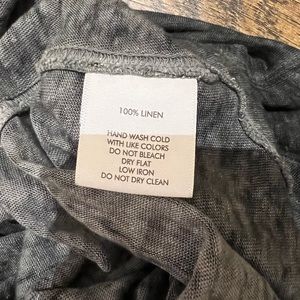 100% LINEN
HAND WASH COLD
WITH LIKE COLORS
DO NOT BLEACH
DRY FLAT
LOW IRON
DO NOT DRY CLEAN